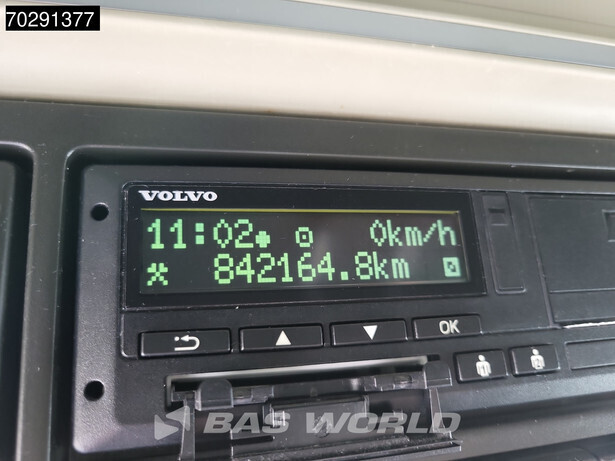 70291377
VOLVO
11:02 0km/h
842164.8km
OK
BAS WORLD